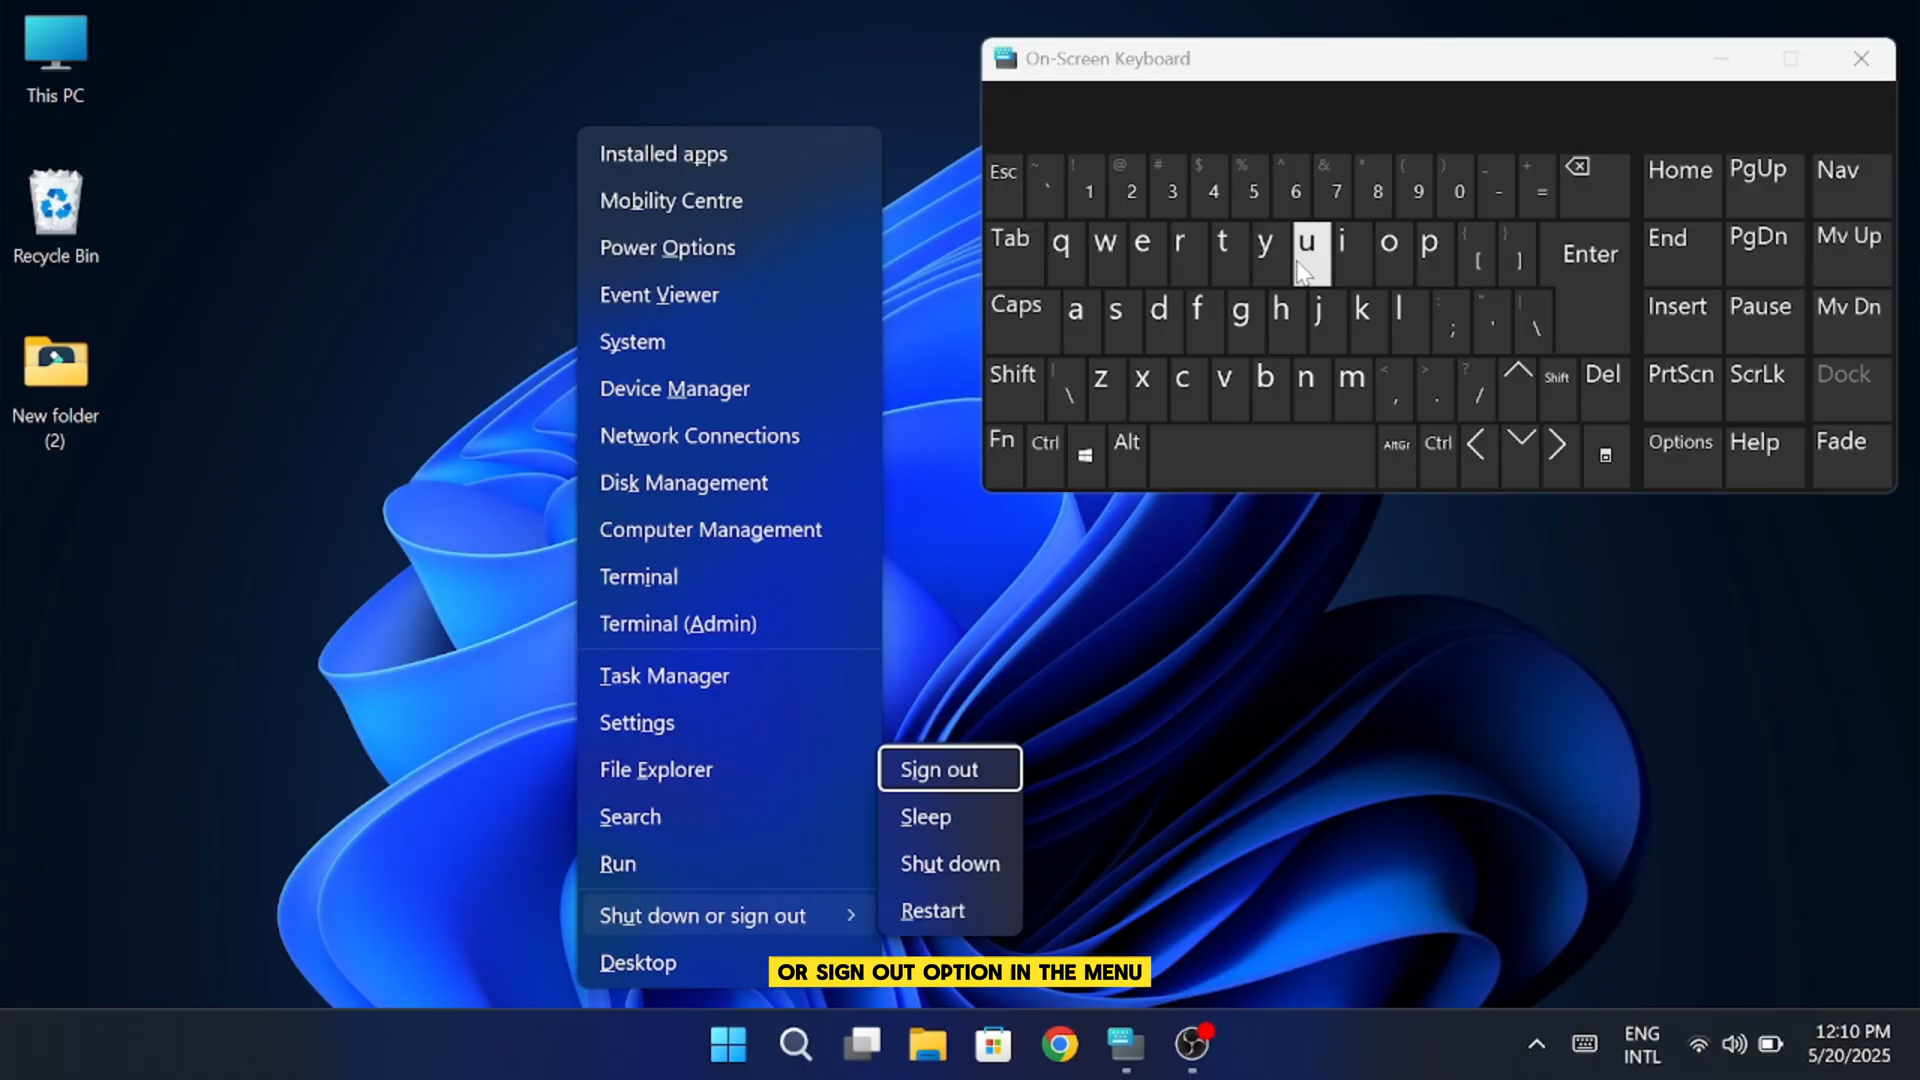 This PC
Recycle Bin
New folder
(2)
Installed apps
Mobility Centre
Power Options
Event Viewer
System
Device Manager
Network Connections
Disk Management
Computer Management
Terminal
Terminal (Admin)
Task Manager
Settings
File Explorer
Search
Run
Shut down or sign out
Desktop
Sign out
Sleep
Shut down
Restart
OR SIGN OUT OPTION IN THE MENU
On-Screen Keyboard
Esc ~ ` ! 1 @ 2 # 3 $ 4 % 5 ^ 6 & 7 * 8 ( 9 ) 0 _ - + = Home PgUp Nav
Tab q w e r t y u i o p { [ } ] Enter End PgDn Mv Up
Caps a s d f g h j k l : ; " ' | \ Insert Pause Mv Dn
Shift | \ z x c v b n m < , > . ? / Shift Del PrtScn ScrLk Dock
Fn Ctrl Alt AltGr Ctrl Options Help Fade
ENG
INTL
12:10 PM
5/20/2025